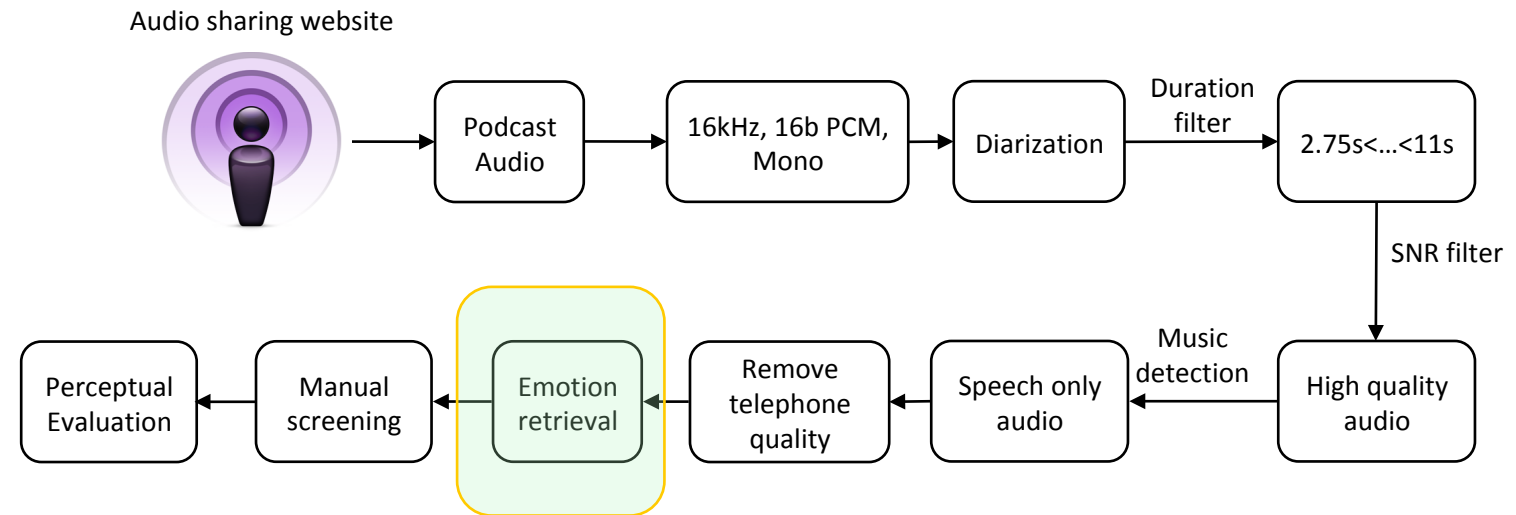 Audio sharing website
Podcast
Audio
16kHz, 16b PCM,
Mono
Diarization
Duration
filter
2.75s<...<11s
SNR filter
High quality
audio
Music
detection
Speech only
audio
Remove
telephone
quality
Emotion
retrieval
Manual
screening
Perceptual
Evaluation